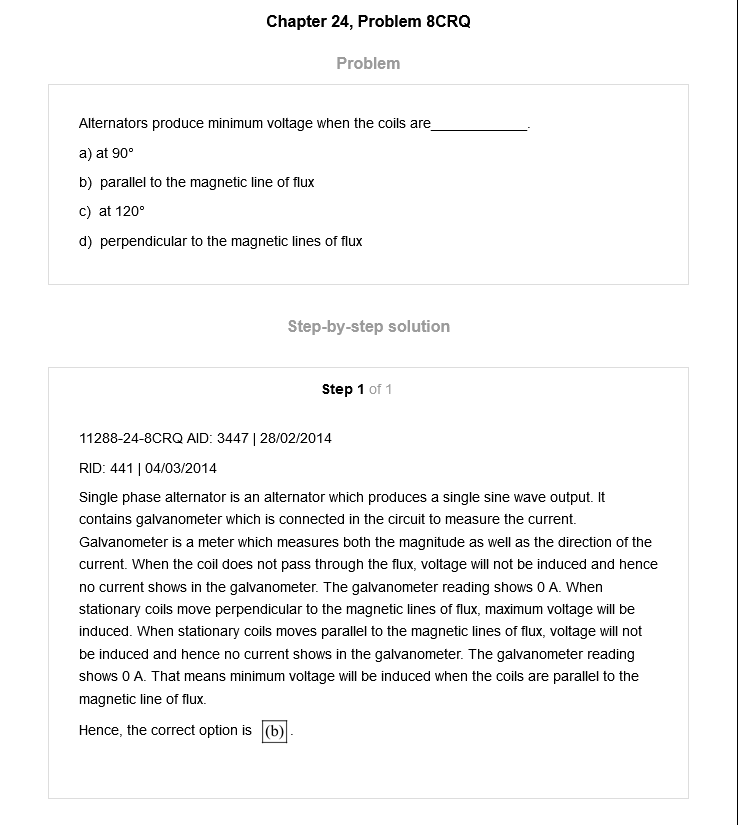 Chapter 24, Problem 8CRQ
Problem
Alternators produce minimum voltage when the coils are_____________.
a) at 90°
b) parallel to the magnetic line of flux
c) at 120°
d) perpendicular to the magnetic lines of flux
Step-by-step solution
Step 1 of 1
11288-24-8CRQ AID: 3447 | 28/02/2014
RID: 441 | 04/03/2014
Single phase alternator is an alternator which produces a single sine wave output. It
contains galvanometer which is connected in the circuit to measure the current.
Galvanometer is a meter which measures both the magnitude as well as the direction of the
current. When the coil does not pass through the flux, voltage will not be induced and hence
no current shows in the galvanometer. The galvanometer reading shows 0 A. When
stationary coils move perpendicular to the magnetic lines of flux, maximum voltage will be
induced. When stationary coils moves parallel to the magnetic lines of flux, voltage will not
be induced and hence no current shows in the galvanometer. The galvanometer reading
shows 0 A. That means minimum voltage will be induced when the coils are parallel to the
magnetic line of flux.
Hence, the correct option is (b).